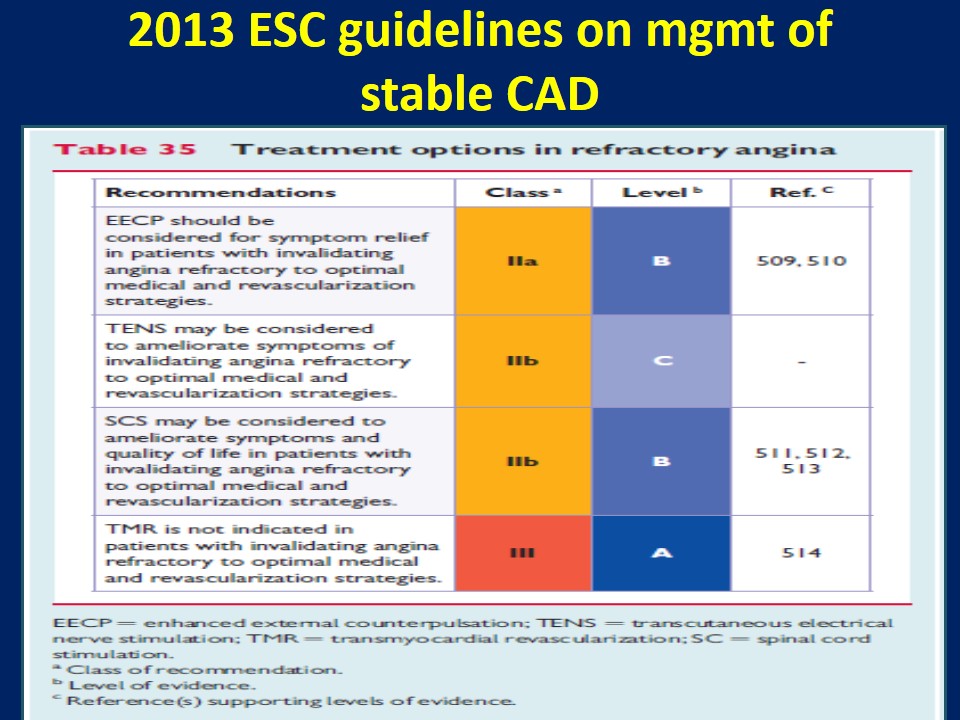 2013 ESC guidelines on mgmt of
stable CAD
Table 35 Treatment options in refractory angina
Recommendations Class a Level b Ref. C
EECP should be
considered for symptom relief
in patients with invalidating
angina refractory to optimal
medical and revascularization
strategies.
IIa B 509, 510
TENS may be considered
to ameliorate symptoms of
invalidating angina refractory
to optimal medical and
revascularization strategies.
IIb C -
SCS may be considered to
ameliorate symptoms and
quality of life in patients with
invalidating angina refractory
to optimal medical and
revascularization strategies.
IIb B 511, 512,
513
TMR is not indicated in
patients with invalidating angina
refractory to optimal medical
and revascularization strategies.
III A 514
EECP = enhanced external counterpulsation; TENS = transcutaneous electrical
nerve stimulation; TMR = transmyocardial revascularization; SC = spinal cord
stimulation.
a Class of recommendation.
b Level of evidence.
c Reference(s) supporting levels of evidence.